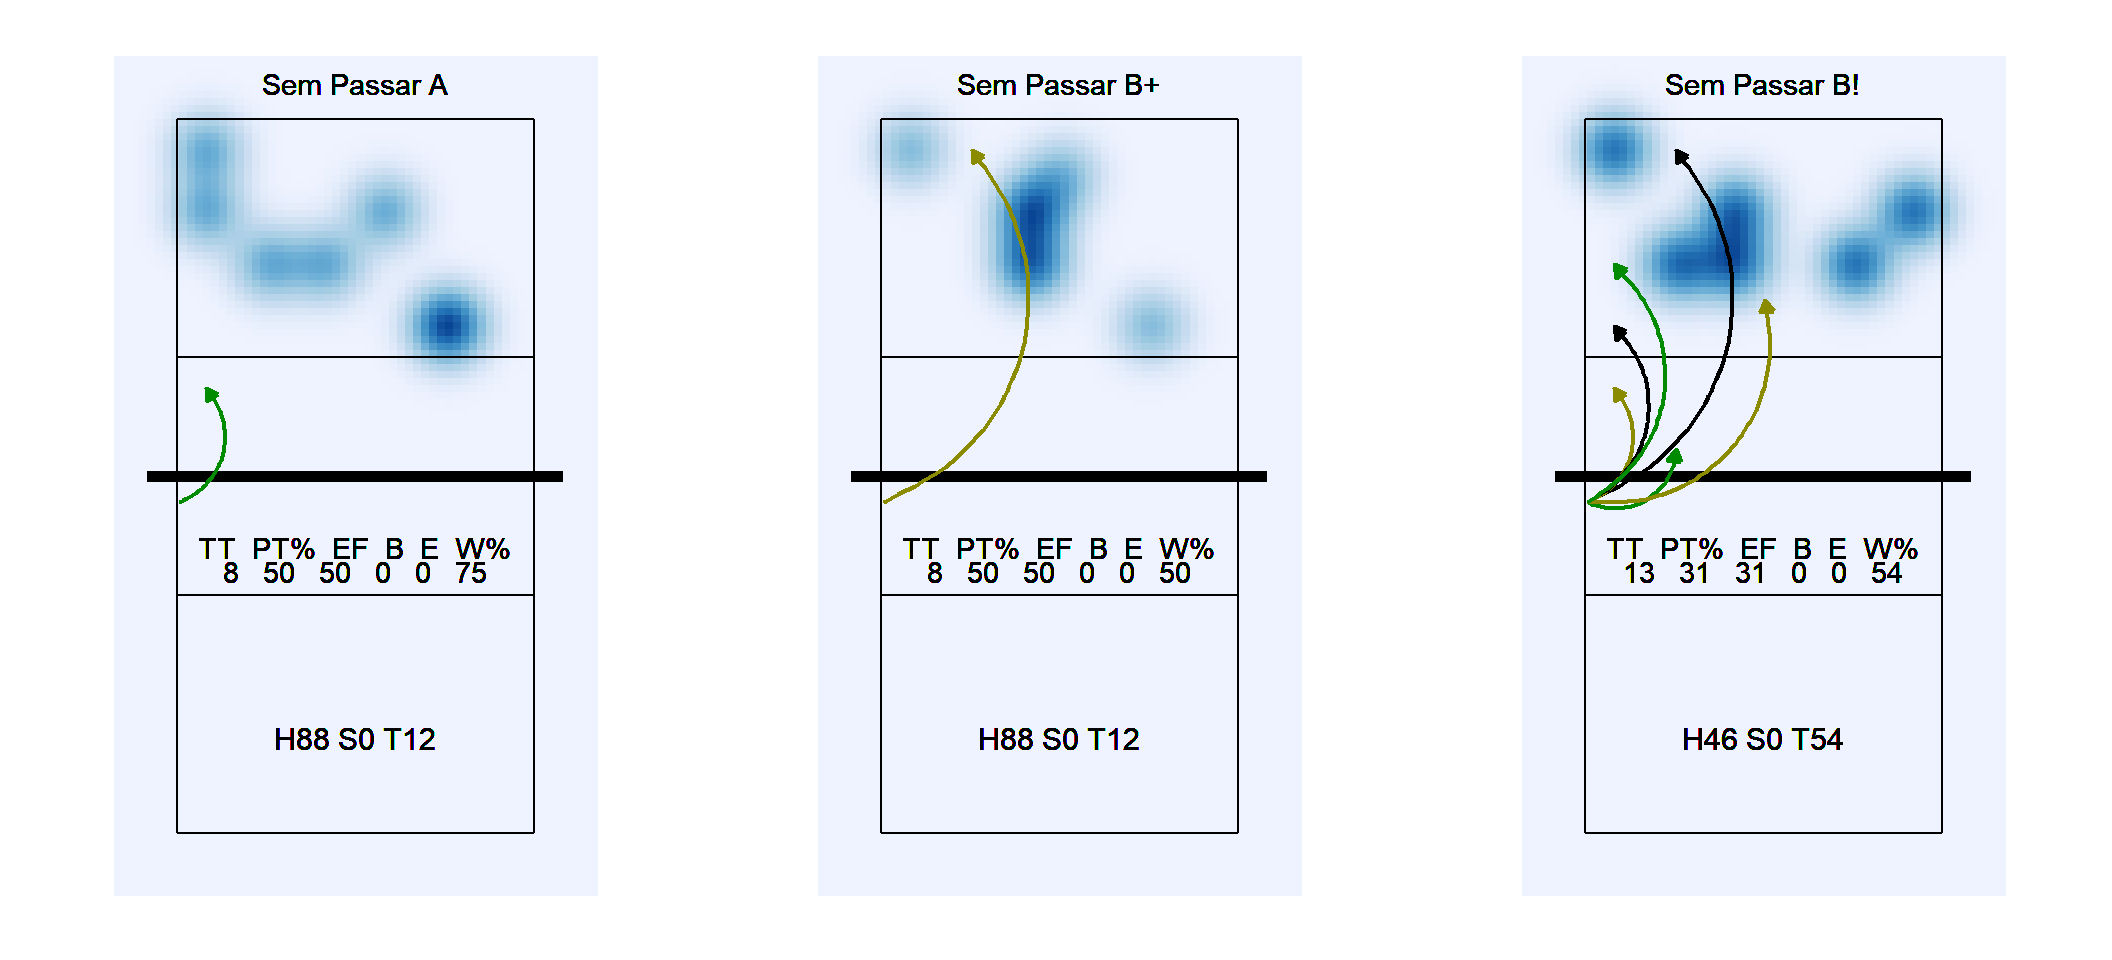 Sem Passar A
TT PT% EF B E W%
8 50 50 0 0 75
H88 S0 T12
Sem Passar B+
TT PT% EF B E W%
8 50 50 0 0 50
H88 S0 T12
Sem Passar B!
TT PT% EF B E W%
13 31 31 0 0 54
H46 S0 T54